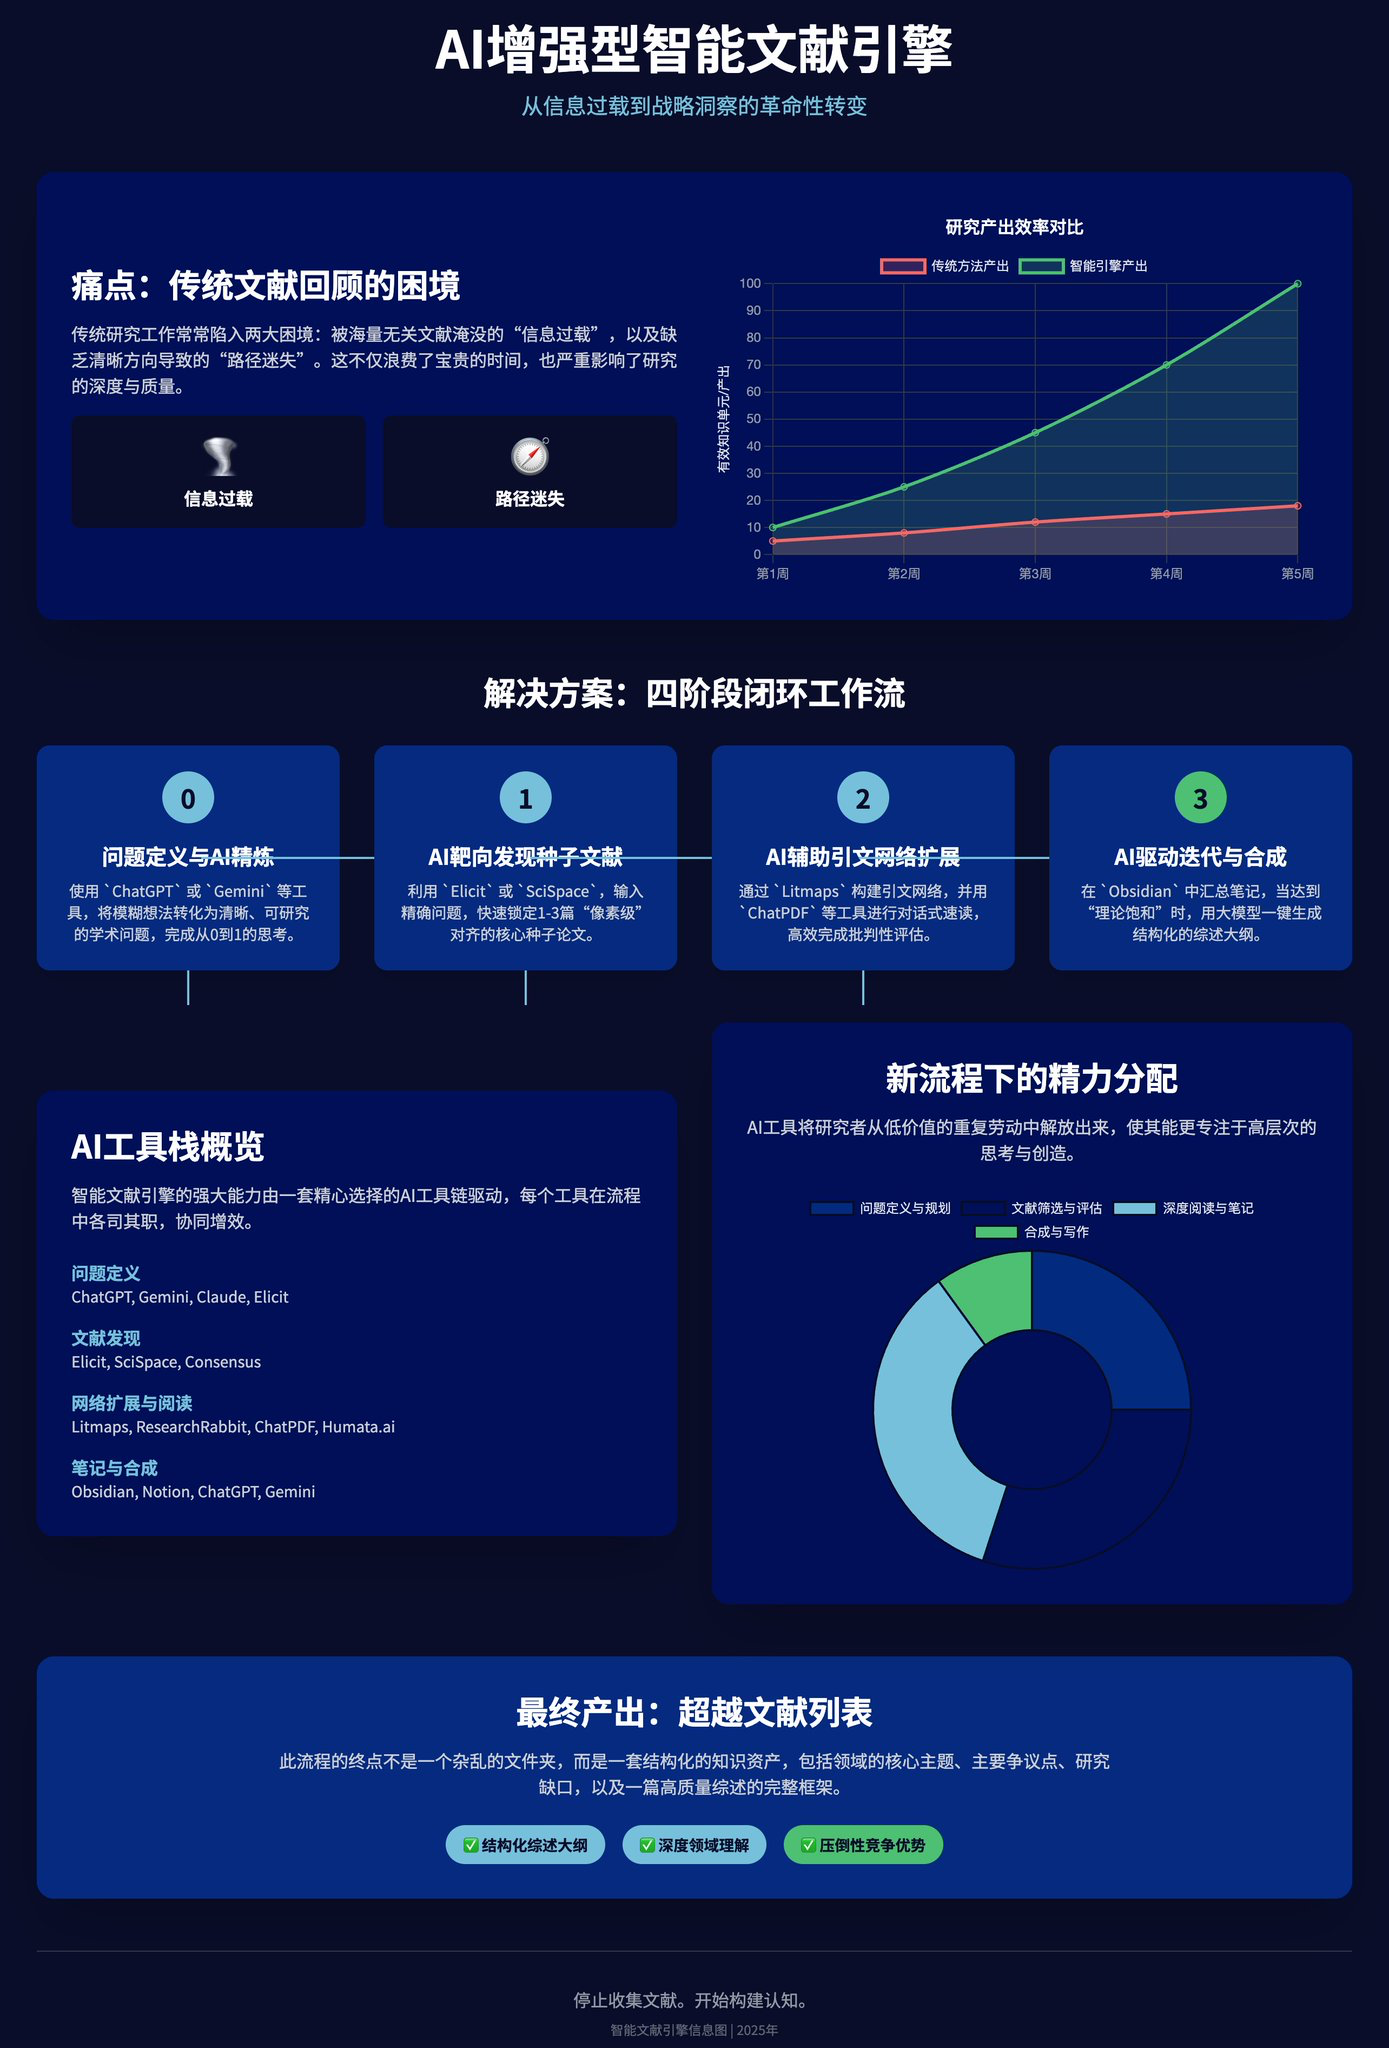 AI增强型智能文献引擎
从信息过载到战略洞察的革命性转变
痛点：传统文献回顾的困境
传统研究工作常常陷入两大困境：被海量无关文献淹没的“信息过载”，以及缺
乏清晰方向导致的“路径迷失”。这不仅浪费了宝贵的时间，也严重影响了研究
的深度与质量。
信息过载
路径迷失
研究产出效率对比
传统方法产出
智能引擎产出
有效知识单元/产出
100
90
80
70
60
50
40
30
20
10
0
第1周
第2周
第3周
第4周
第5周
解决方案：四阶段闭环工作流
0
问题定义与AI精炼
使用 `ChatGPT` 或 `Gemini` 等工
具，将模糊想法转化为清晰、可研究
的学术问题，完成从0到1的思考。
1
AI靶向发现种子文献
利用 `Elicit` 或 `SciSpace`，输入
精确问题，快速锁定1-3篇“像素级”
对齐的核心种子论文。
2
AI辅助引文网络扩展
通过 `Litmaps` 构建引文网络，并用
`ChatPDF` 等工具进行对话式速读，
高效完成批判性评估。
3
AI驱动迭代与合成
在 `Obsidian` 中汇总笔记，当达到
“理论饱和”时，用大模型一键生成
结构化的综述大纲。
AI工具栈概览
智能文献引擎的强大能力由一套精心选择的AI工具链驱动，每个工具在流程
中各司其职，协同增效。
问题定义
ChatGPT, Gemini, Claude, Elicit
文献发现
Elicit, SciSpace, Consensus
网络扩展与阅读
Litmaps, ResearchRabbit, ChatPDF, Humata.ai
笔记与合成
Obsidian, Notion, ChatGPT, Gemini
新流程下的精力分配
AI工具将研究者从低价值的重复劳动中解放出来，使其能更专注于高层次的
思考与创造。
问题定义与规划
文献筛选与评估
深度阅读与笔记
合成与写作
最终产出：超越文献列表
此流程的终点不是一个杂乱的文件夹，而是一套结构化的知识资产，包括领域的核心主题、主要争议点、研究
缺口，以及一篇高质量综述的完整框架。
✅ 结构化综述大纲
✅ 深度领域理解
✅ 压倒性竞争优势
停止收集文献。开始构建认知。
智能文献引擎信息图 | 2025年